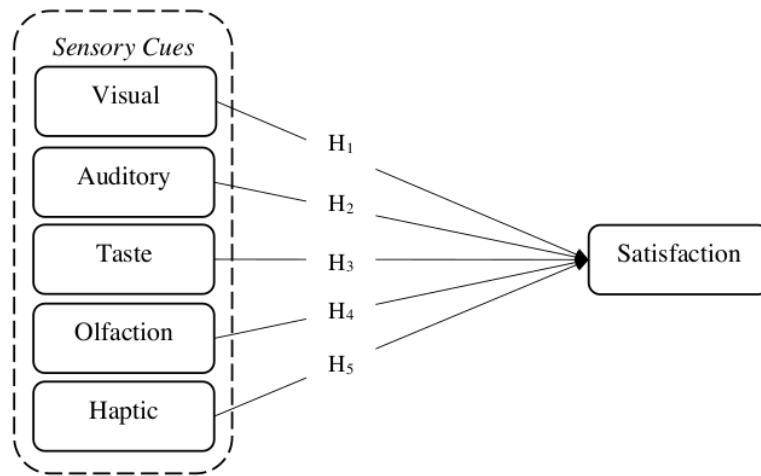 Sensory Cues
Visual
Auditory
Taste
Olfaction
Haptic
H₁
H₂
H₃
H₄
H₅
Satisfaction